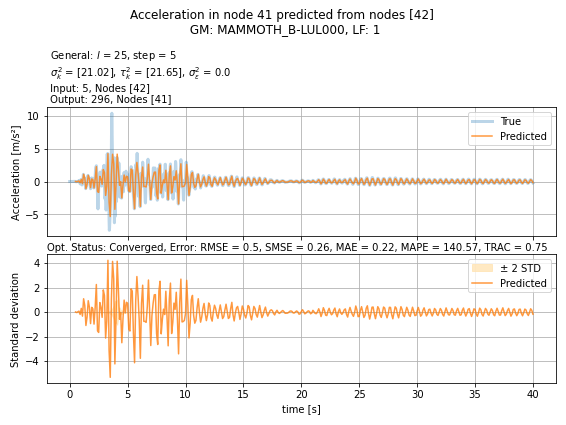 Acceleration in node 41 predicted from nodes [42]
GM: MAMMOTH_B-LUL000, LF: 1
General: l = 25, step = 5
σ²ₖ = [21.02], τ²ₖ = [21.65], σ²ε = 0.0
Input: 5, Nodes [42]
Output: 296, Nodes [41]
10
5
0
−5
Acceleration [m/s²]
True
Predicted
Opt. Status: Converged, Error: RMSE = 0.5, SMSE = 0.26, MAE = 0.22, MAPE = 140.57, TRAC = 0.75
4
2
0
−2
−4
Standard deviation
± 2 STD
Predicted
0 5 10 15 20 25 30 35 40
time [s]